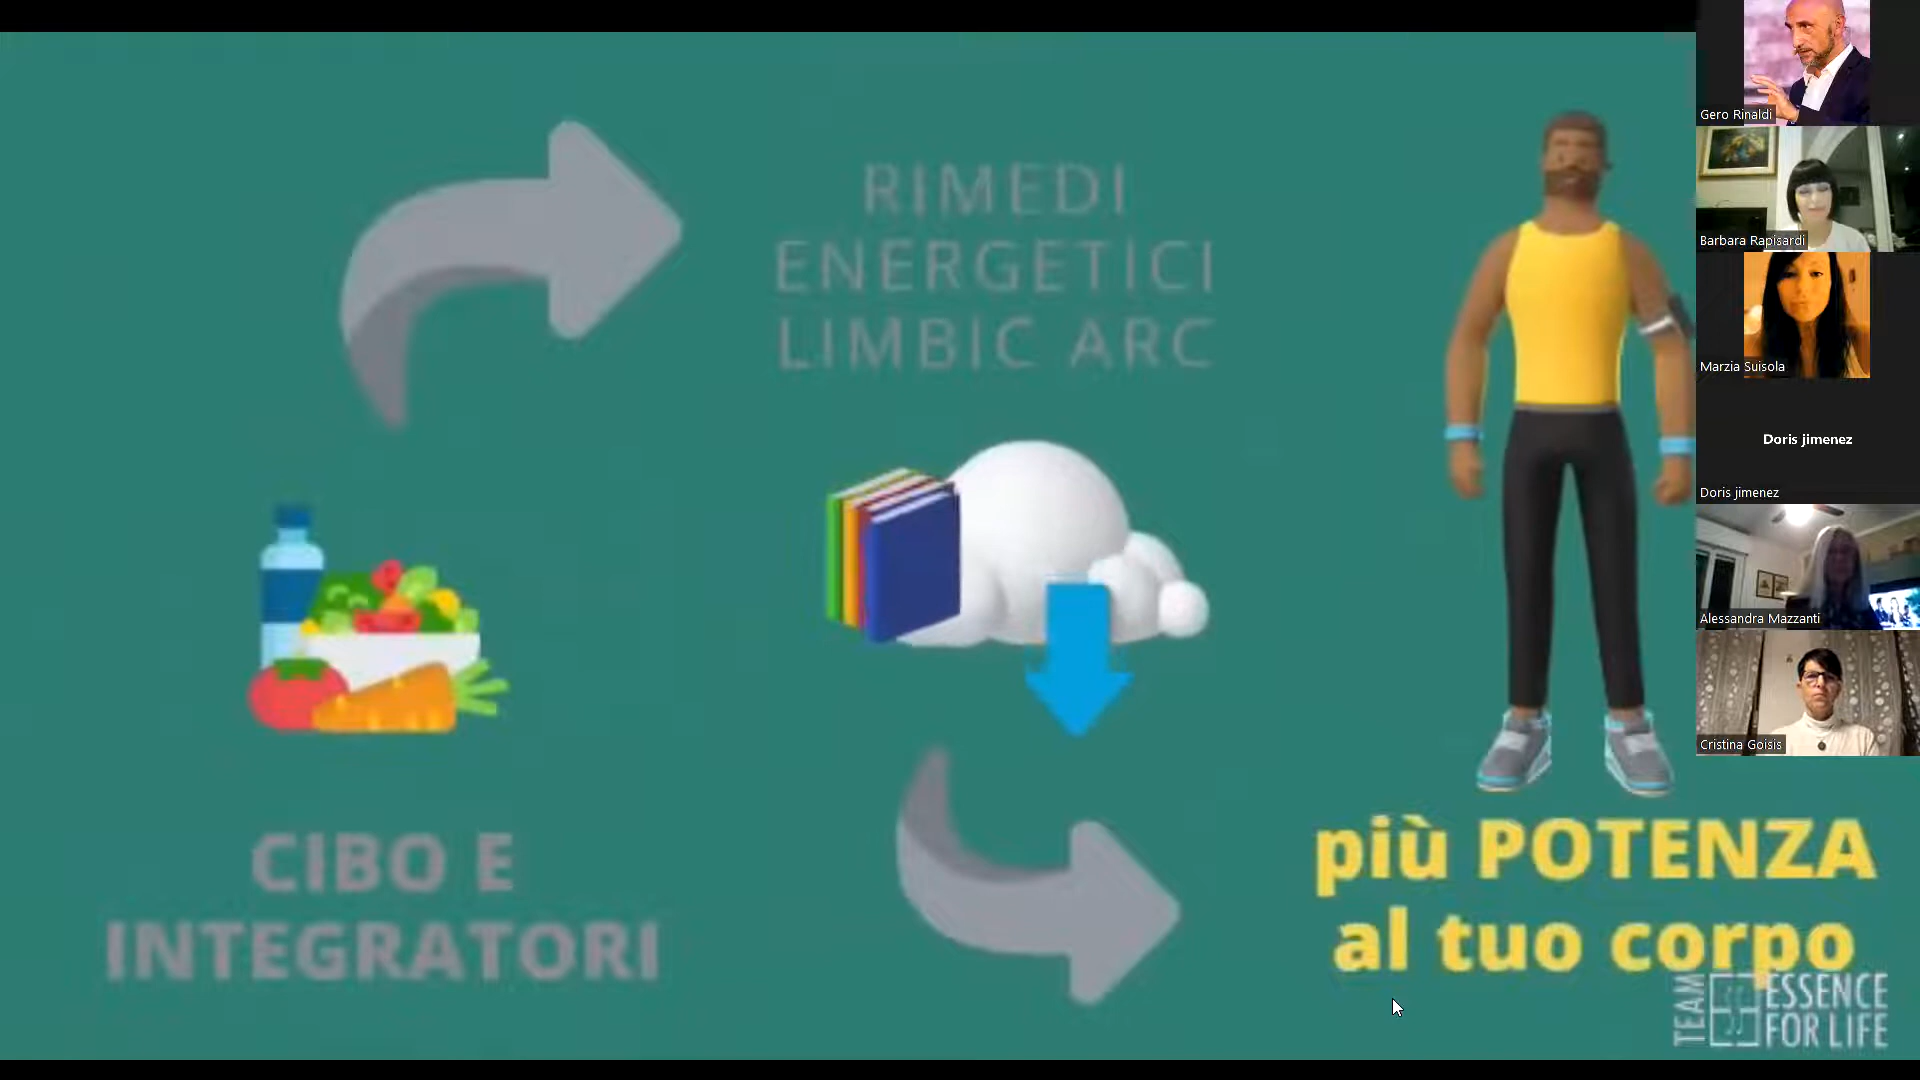 RIMEDI
ENERGETICI
LIMBIC ARC
CIBO E
INTEGRATORI
più POTENZA
al tuo corpo
TEAM
ESSENCE
FOR LIFE
Gero Rinaldi
Barbara Rapisardi
Marzia Suisola
Doris jimenez
Doris jimenez
Alessandra Mazzanti
Cristina Goisis